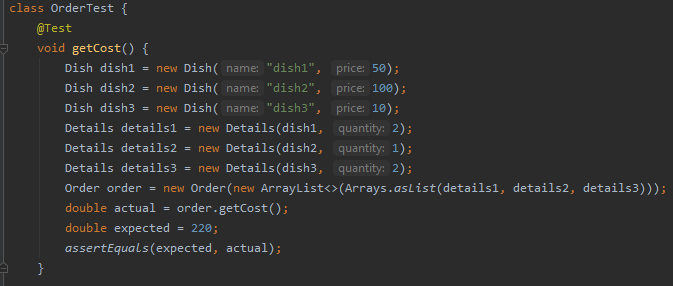 class OrderTest {
@Test
void getCost() {
Dish dish1 = new Dish( name: "dish1", price: 50);
Dish dish2 = new Dish( name: "dish2", price: 100);
Dish dish3 = new Dish( name: "dish3", price: 10);
Details details1 = new Details(dish1, quantity: 2);
Details details2 = new Details(dish2, quantity: 1);
Details details3 = new Details(dish3, quantity: 2);
Order order = new Order(new ArrayList<>(Arrays.asList(details1, details2, details3)));
double actual = order.getCost();
double expected = 220;
assertEquals(expected, actual);
}